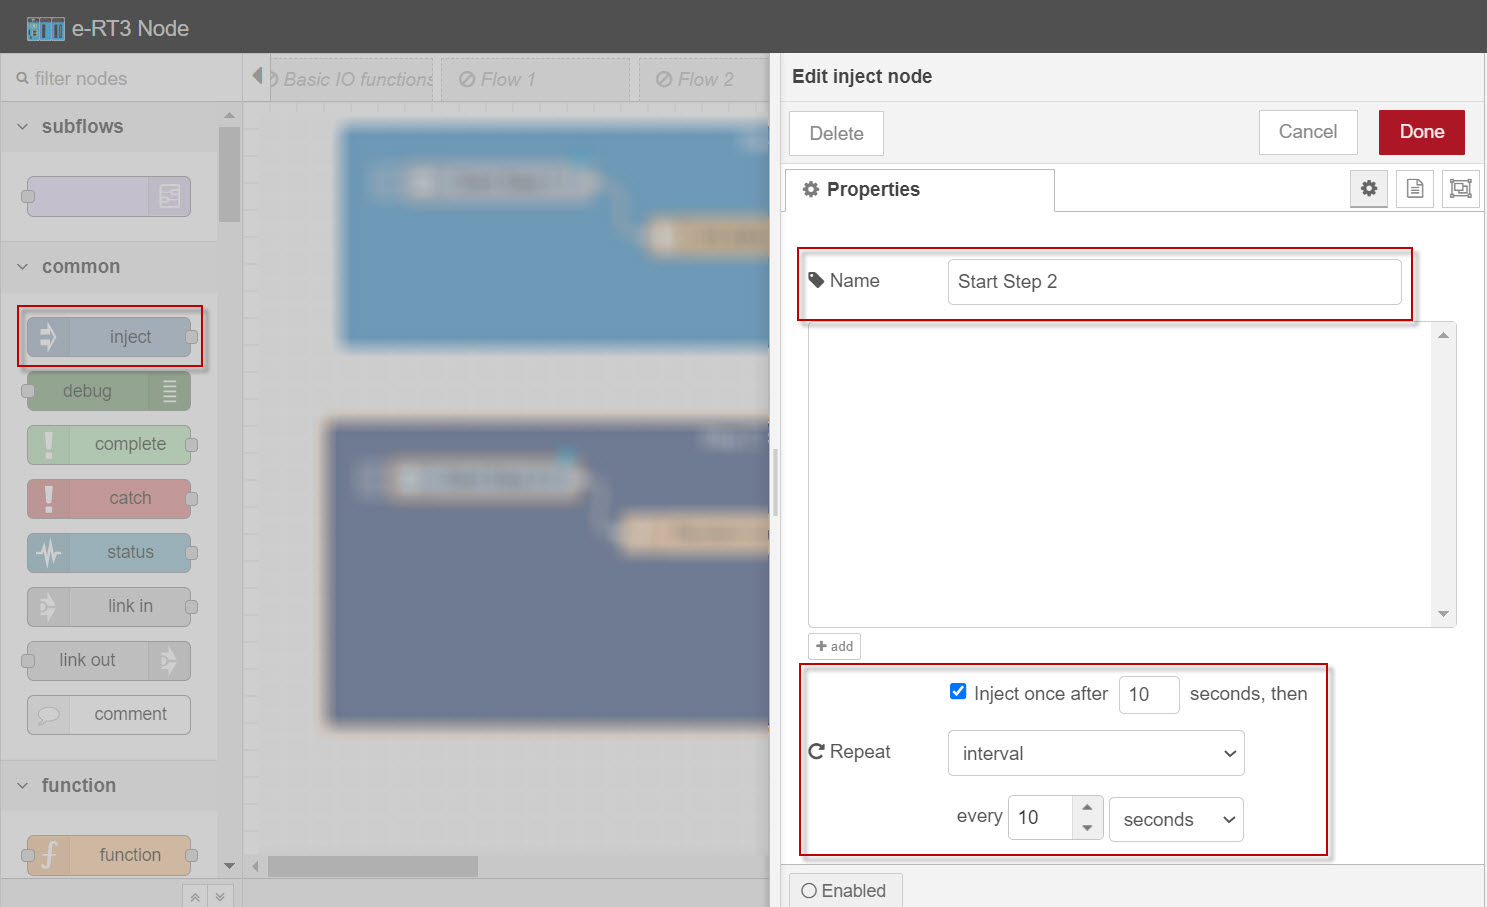 e-RT3 Node
filter nodes
subflows
common
inject
debug
complete
catch
status
link in
link out
comment
function
function
Basic IO functions
Flow 1
Flow 2
Edit inject node
Delete
Cancel
Done
Properties
Name
Start Step 2
add
Inject once after 10 seconds, then
Repeat interval
every 10 seconds
Enabled